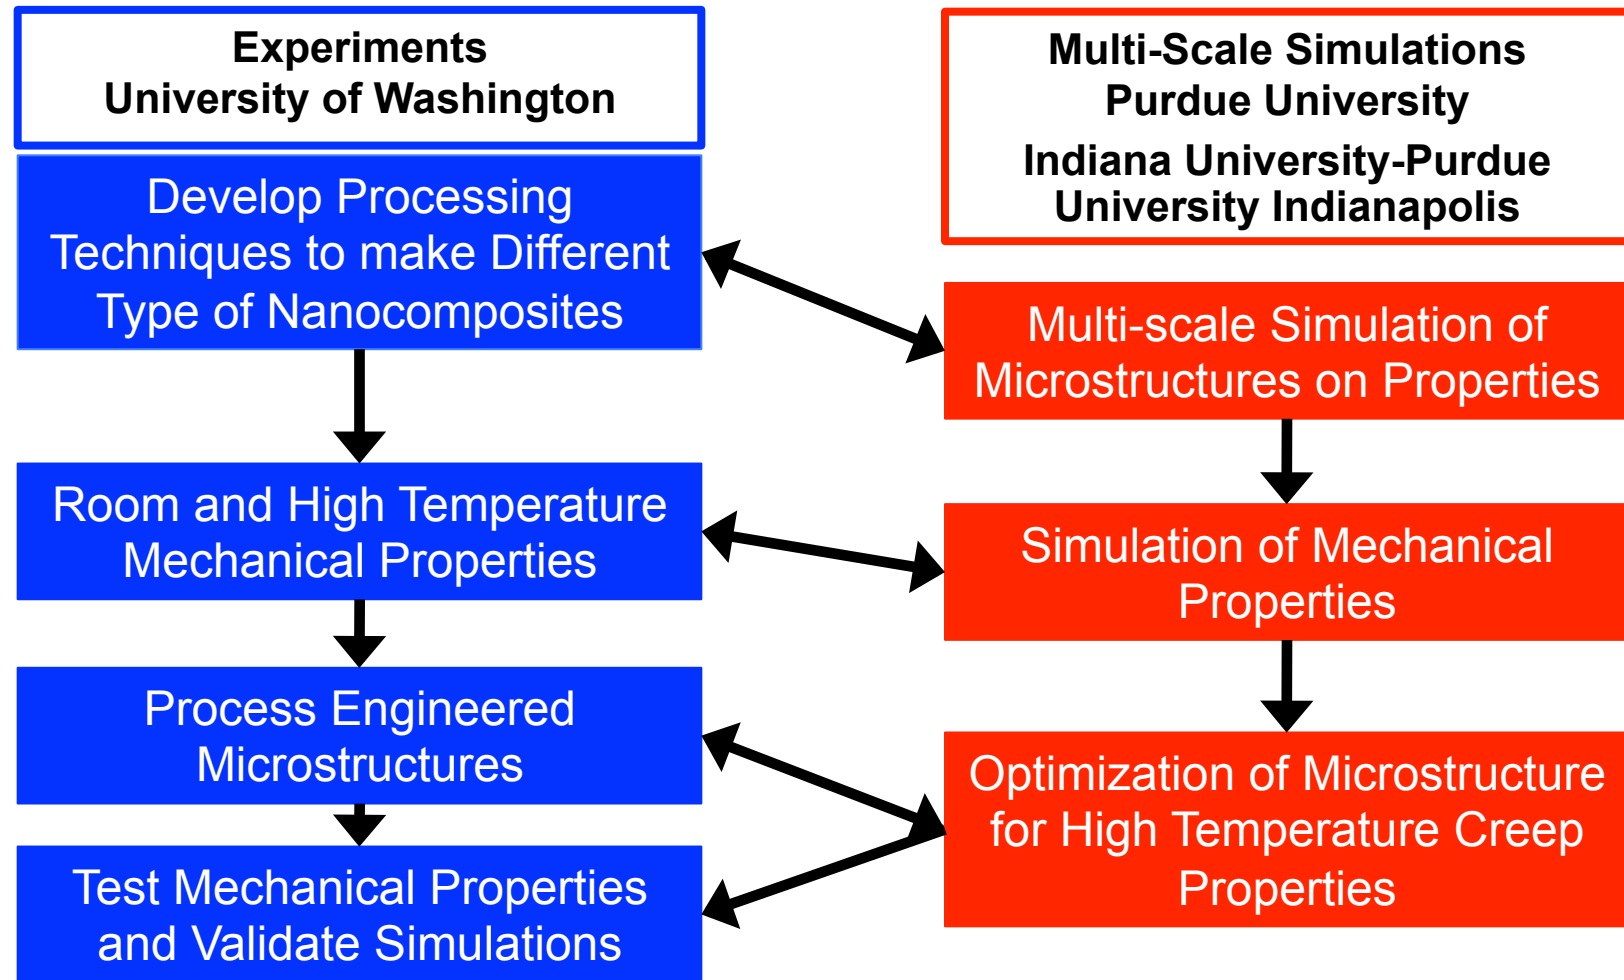 Experiments
University of Washington
Develop Processing
Techniques to make Different
Type of Nanocomposites
Room and High Temperature
Mechanical Properties
Process Engineered
Microstructures
Test Mechanical Properties
and Validate Simulations
Multi-Scale Simulations
Purdue University
Indiana University-Purdue
University Indianapolis
Multi-scale Simulation of
Microstructures on Properties
Simulation of Mechanical
Properties
Optimization of Microstructure
for High Temperature Creep
Properties